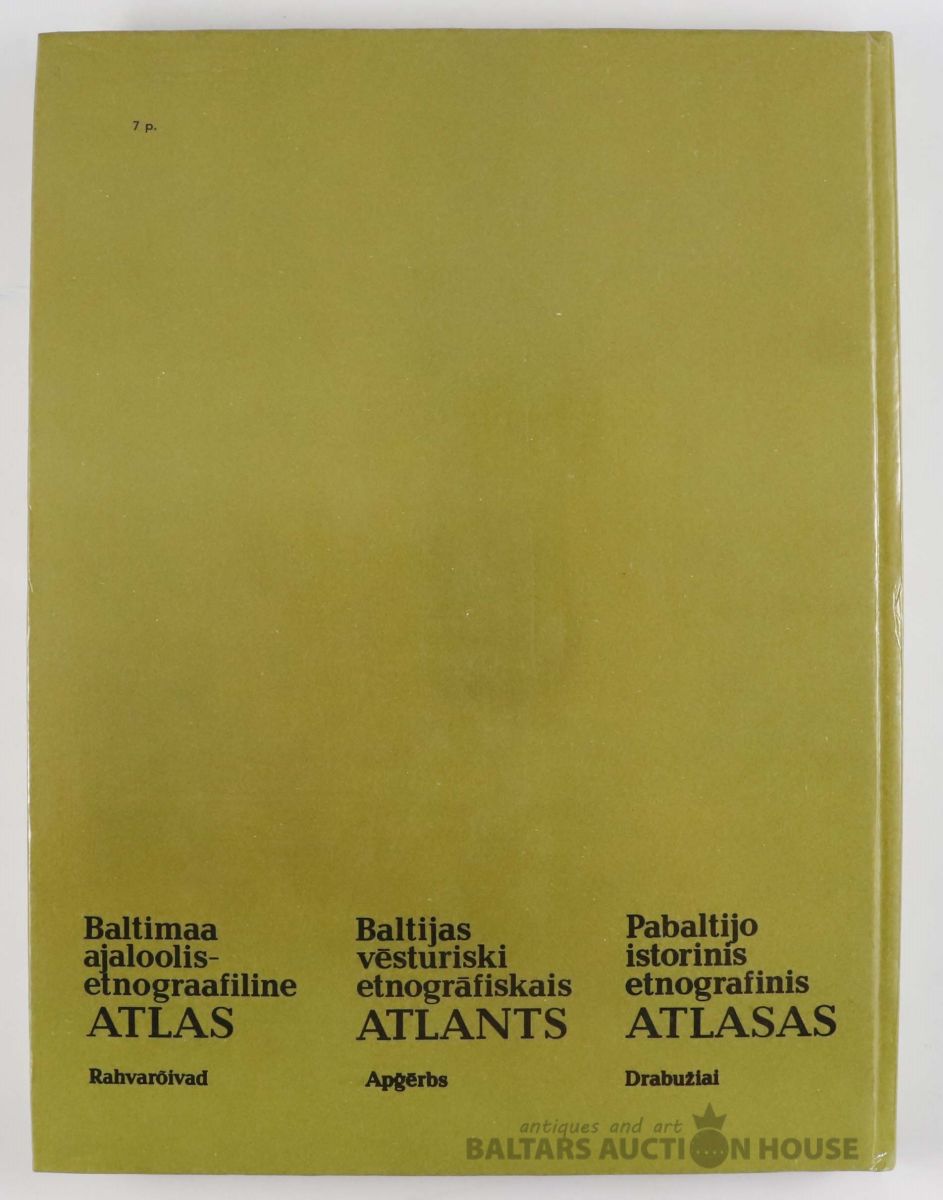 7 p.
Baltimaa
ajaloolis-
etnograafiline
ATLAS
Rahvarõivad
Baltijas
vēsturiski
etnogrāfiskais
ATLANTS
Apģērbs
Pabaltijo
istorinis
etnografinis
ATLASAS
Drabužiai
antiques and art
BALTARS AUCTION HOUSE